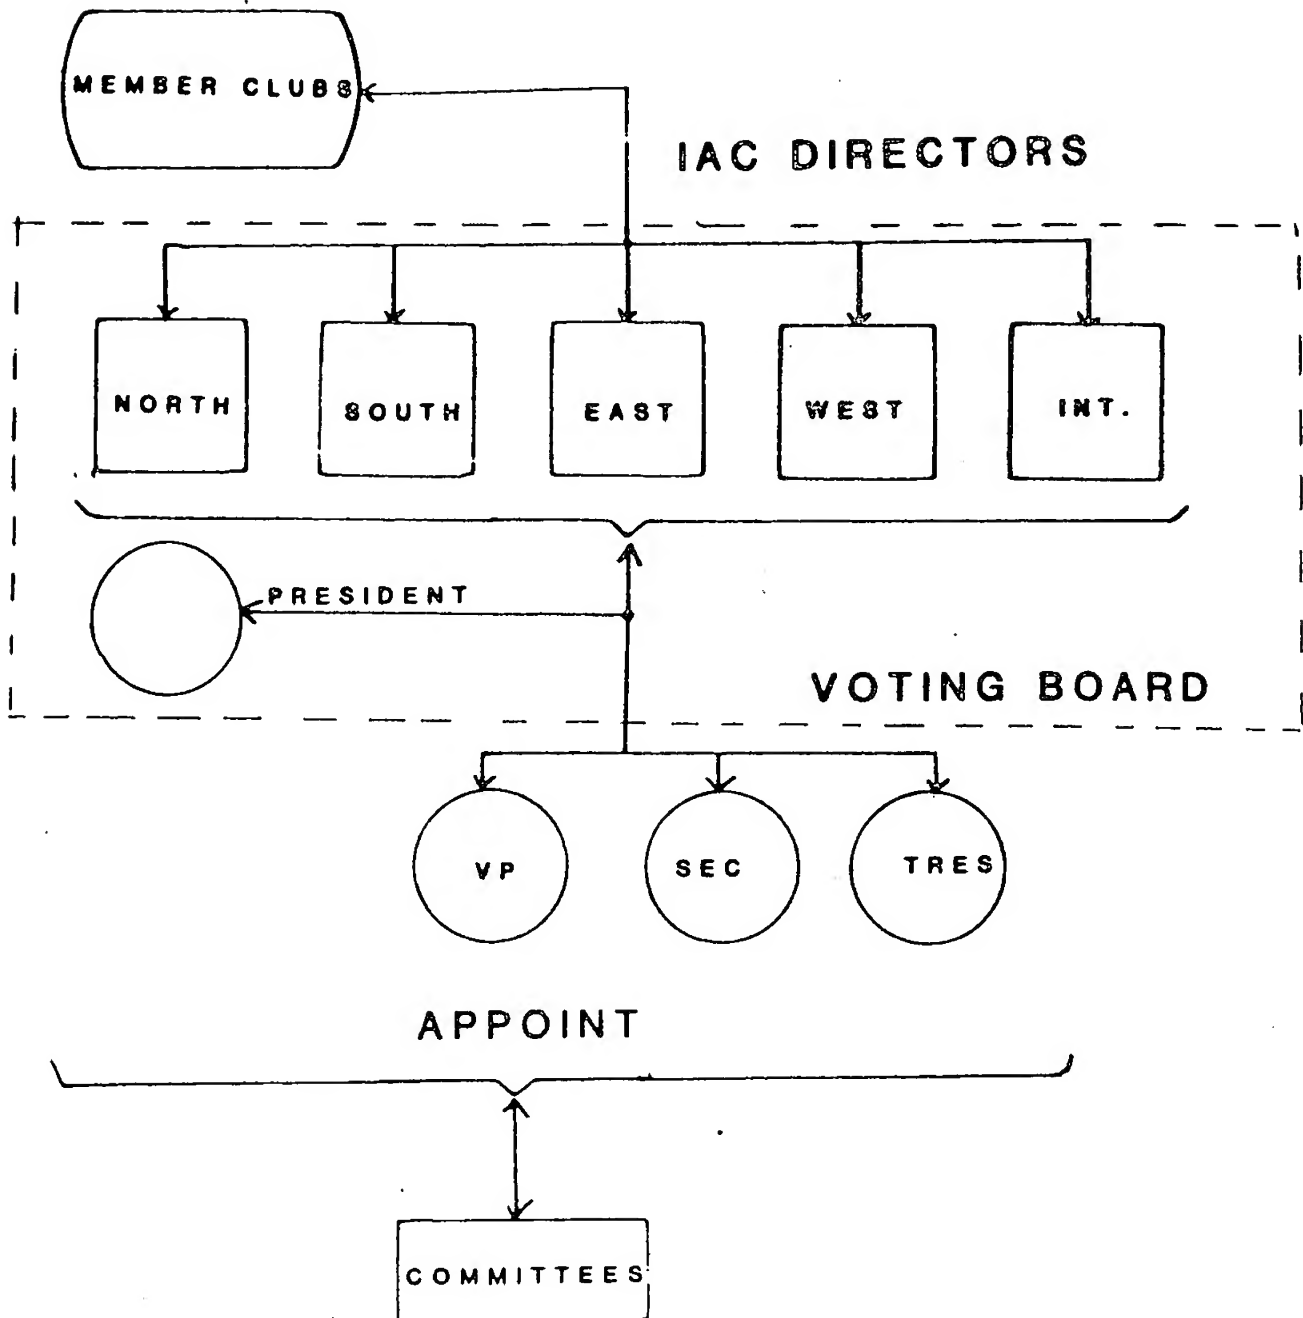 MEMBER CLUBS
IAC DIRECTORS
NORTH SOUTH EAST WEST INT.
PRESIDENT
VOTING BOARD
VP SEC TRES
APPOINT
COMMITTEES